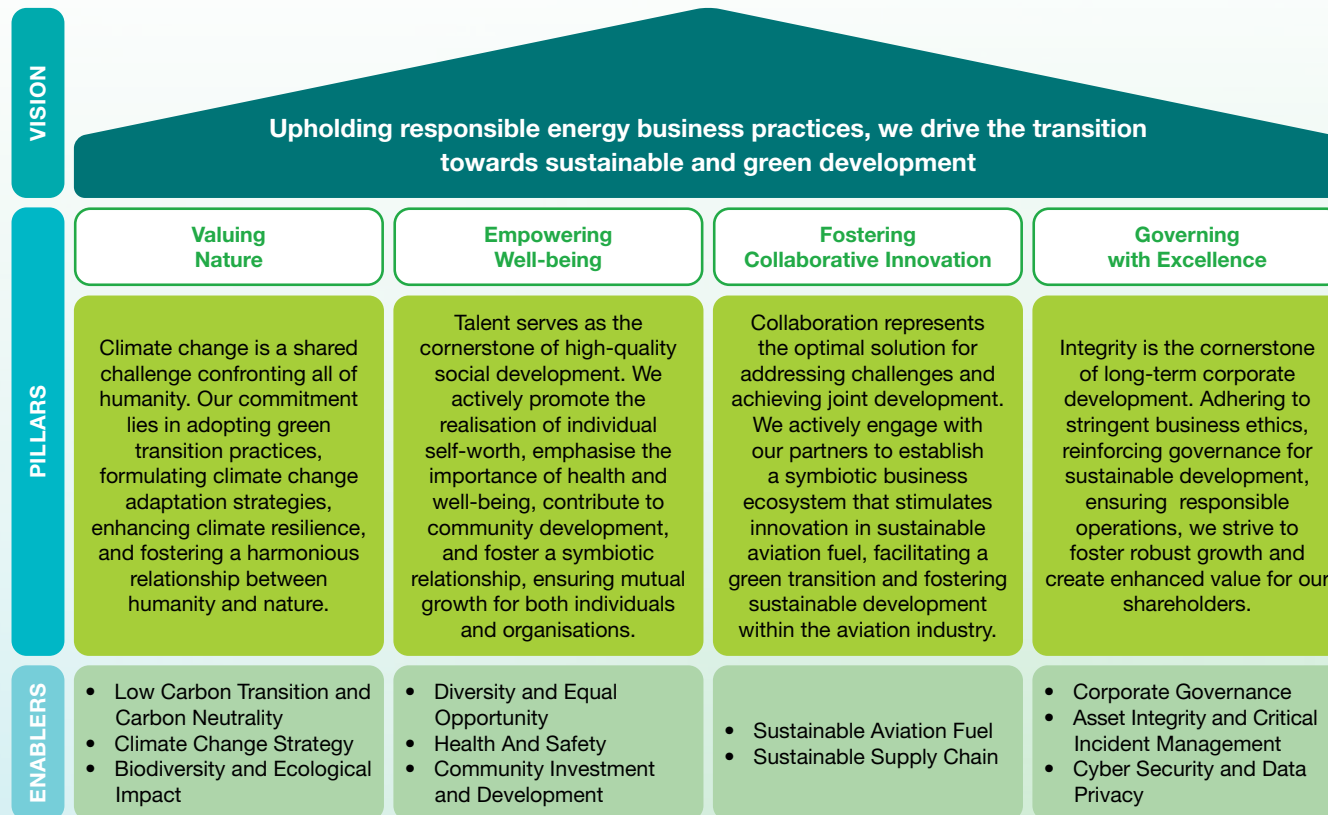 VISION
Upholding responsible energy business practices, we drive the transition
towards sustainable and green development
PILLARS
Valuing
Nature
Climate change is a shared
challenge confronting all of
humanity. Our commitment
lies in adopting green
transition practices,
formulating climate change
adaptation strategies,
enhancing climate resilience,
and fostering a harmonious
relationship between
humanity and nature.
Empowering
Well-being
Talent serves as the
cornerstone of high-quality
social development. We
actively promote the
realisation of individual
self-worth, emphasise the
importance of health and
well-being, contribute to
community development,
and foster a symbiotic
relationship, ensuring mutual
growth for both individuals
and organisations.
Fostering
Collaborative Innovation
Collaboration represents
the optimal solution for
addressing challenges and
achieving joint development.
We actively engage with
our partners to establish
a symbiotic business
ecosystem that stimulates
innovation in sustainable
aviation fuel, facilitating a
green transition and fostering
sustainable development
within the aviation industry.
Governing
with Excellence
Integrity is the cornerstone
of long-term corporate
development. Adhering to
stringent business ethics,
reinforcing governance for
sustainable development,
ensuring responsible
operations, we strive to
foster robust growth and
create enhanced value for our
shareholders.
ENABLERS
• Low Carbon Transition and
Carbon Neutrality
• Climate Change Strategy
• Biodiversity and Ecological
Impact
• Diversity and Equal
Opportunity
• Health And Safety
• Community Investment
and Development
• Sustainable Aviation Fuel
• Sustainable Supply Chain
• Corporate Governance
• Asset Integrity and Critical
Incident Management
• Cyber Security and Data
Privacy